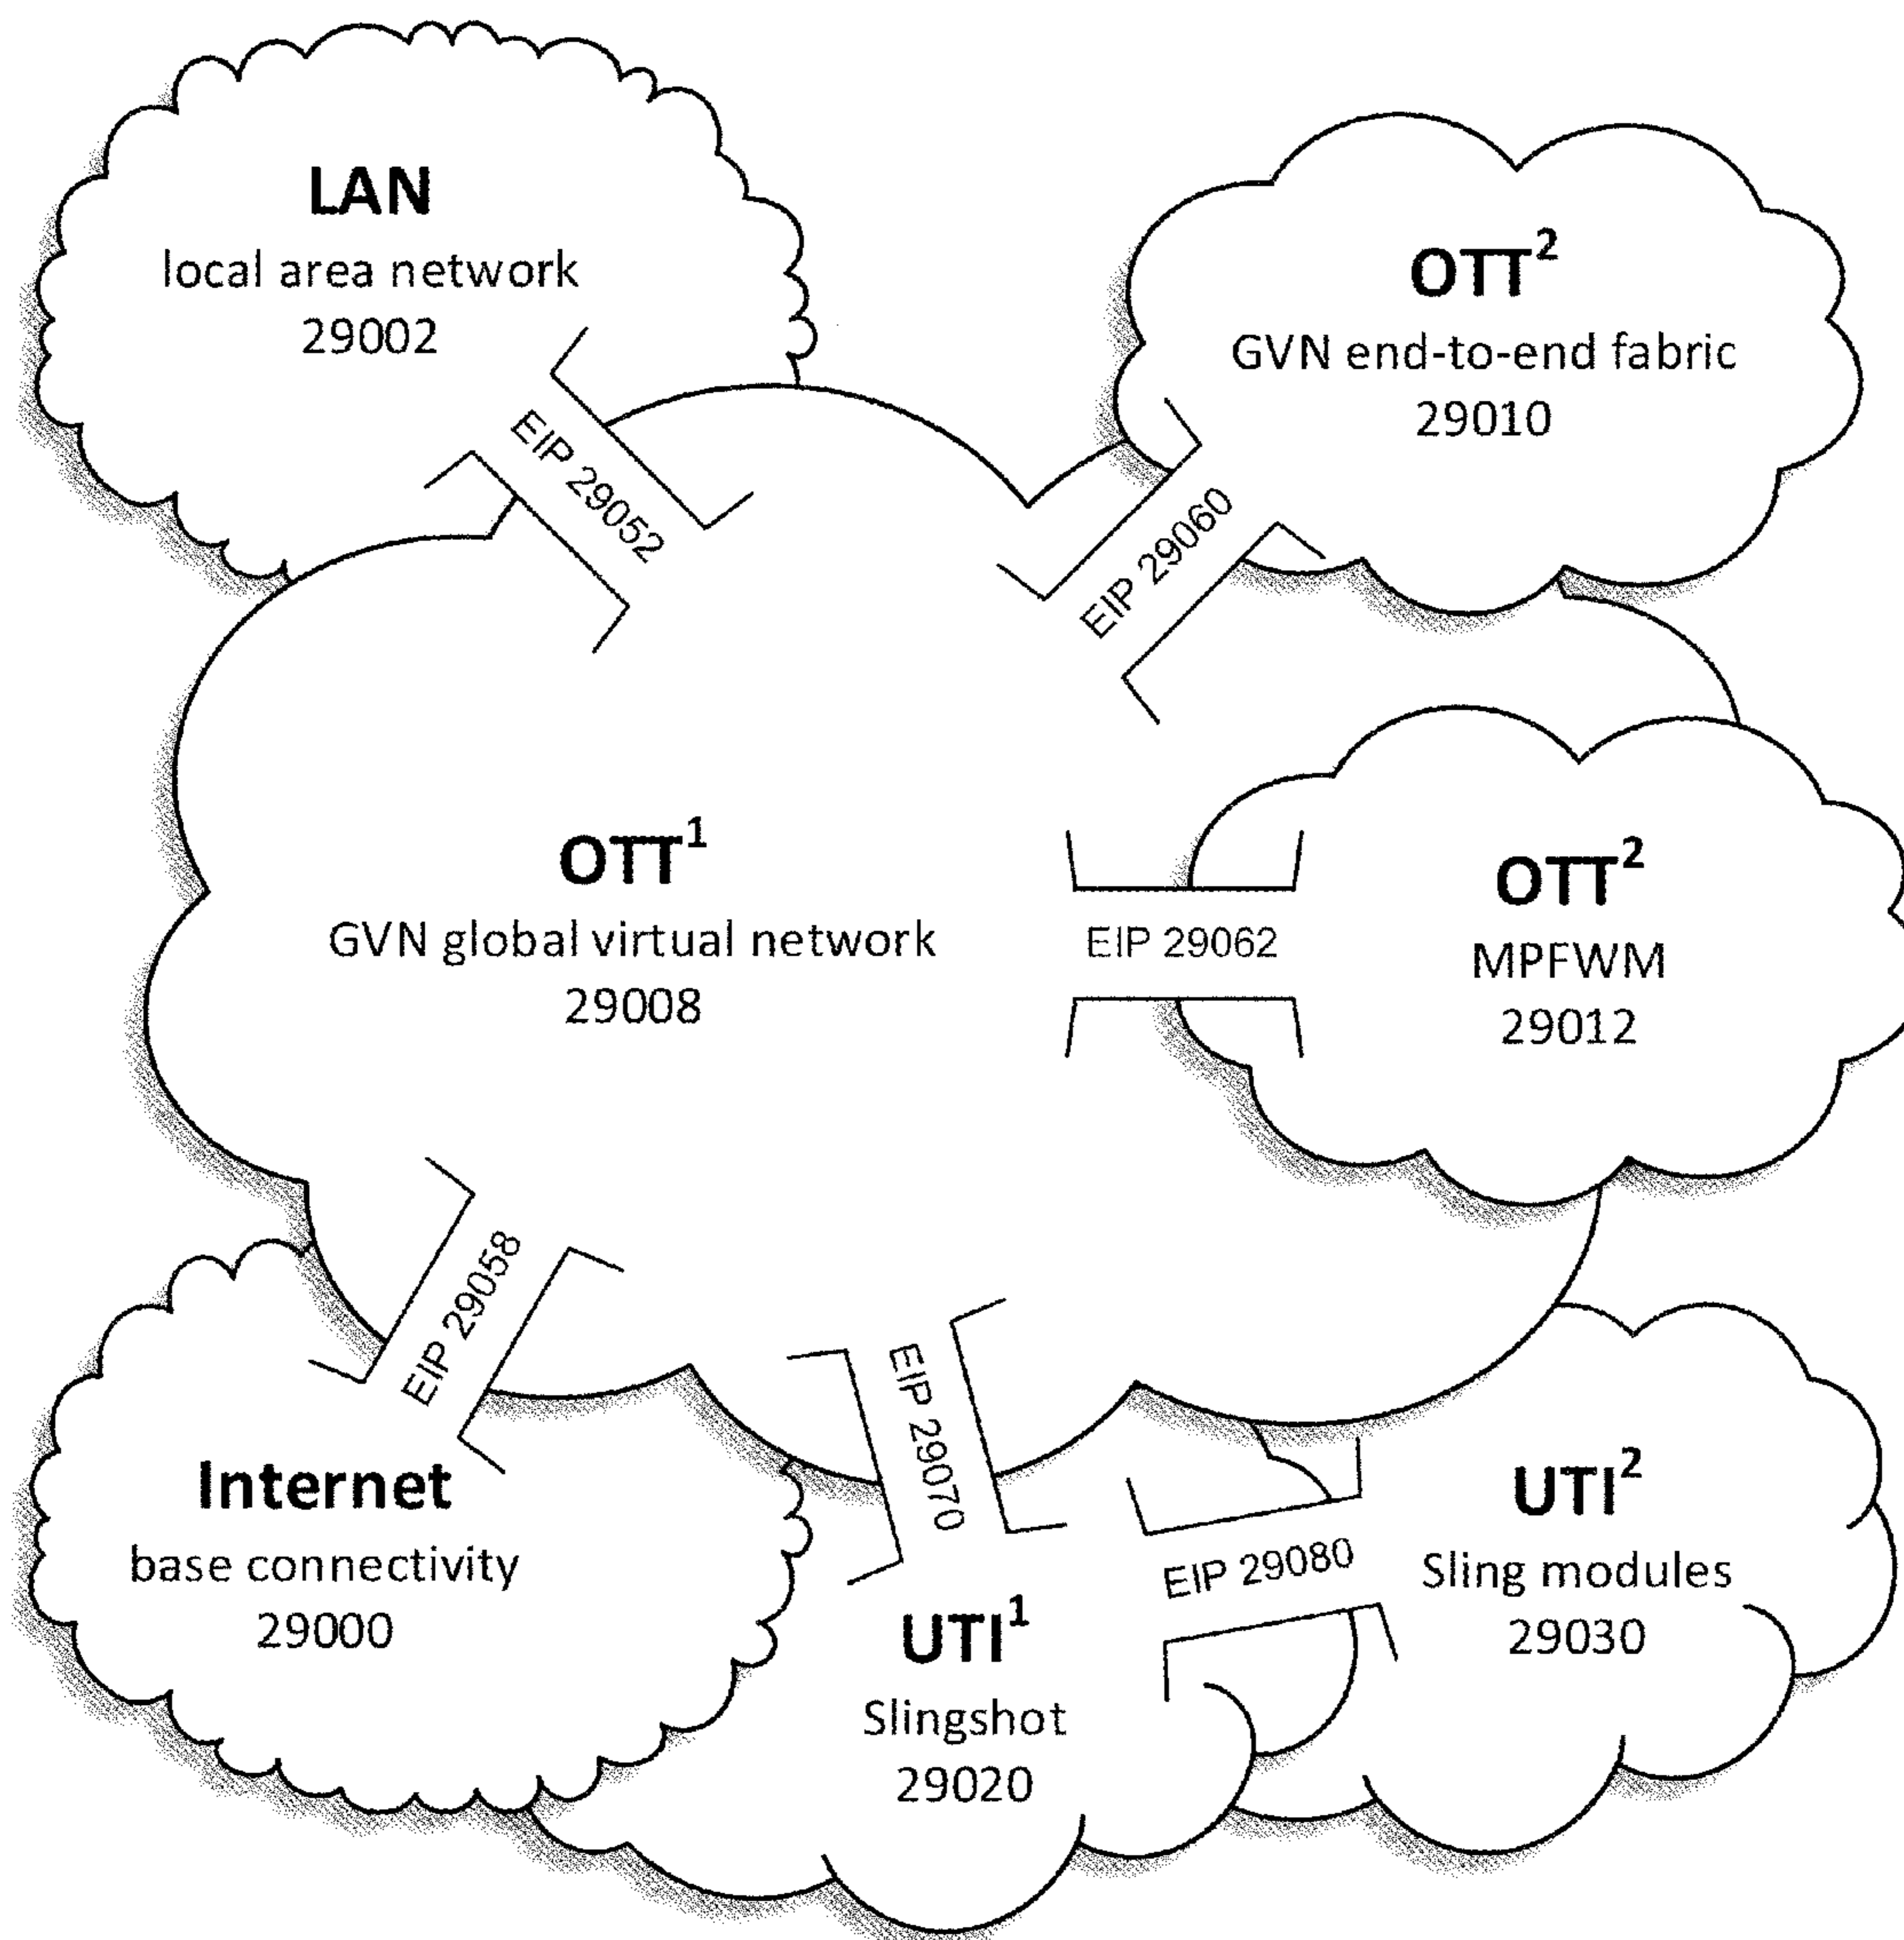 LAN
local area network
29002
OTT²
GVN end-to-end fabric
29010
EIP 29052
EIP 29060
OTT¹
GVN global virtual network
29008
EIP 29062
OTT²
MPFWM
29012
EIP 29058
EIP 29070
Internet
base connectivity
29000
EIP 29080
UTI²
Sling modules
29030
UTI¹
Slingshot
29020